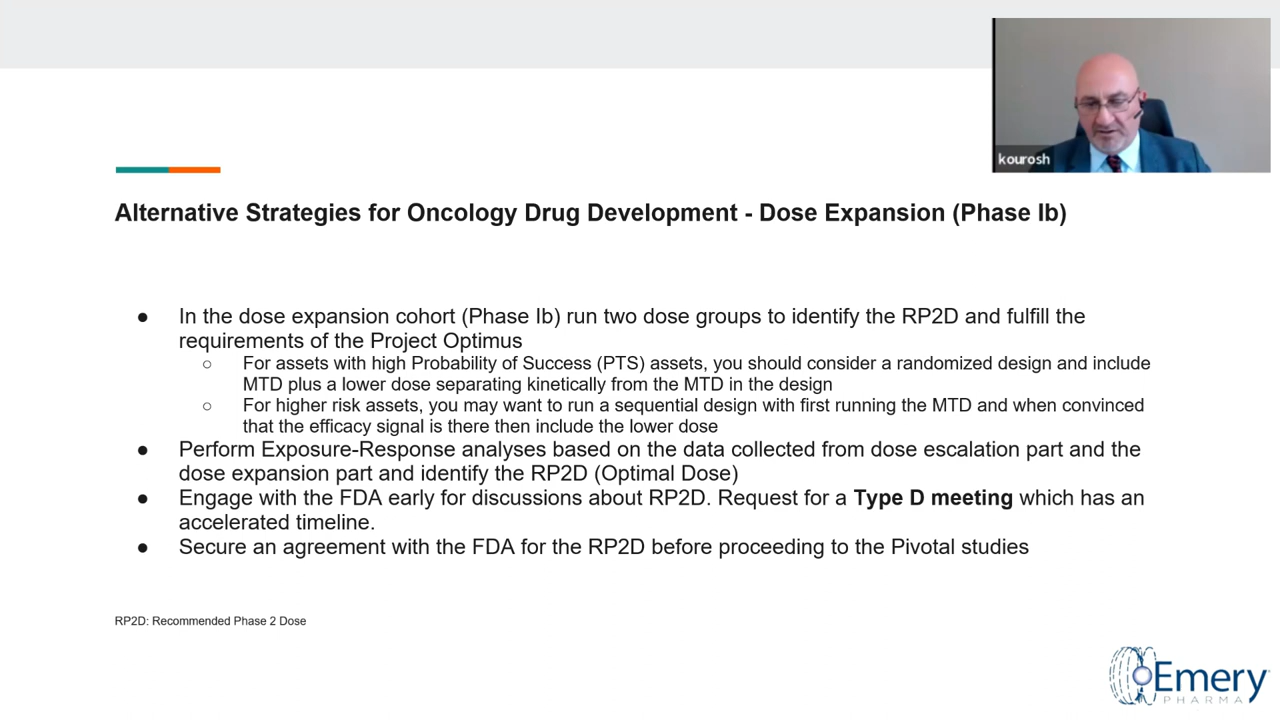 kourosh
Alternative Strategies for Oncology Drug Development - Dose Expansion (Phase Ib)
● In the dose expansion cohort (Phase Ib) run two dose groups to identify the RP2D and fulfill the
requirements of the Project Optimus
○ For assets with high Probability of Success (PTS) assets, you should consider a randomized design and include
MTD plus a lower dose separating kinetically from the MTD in the design
○ For higher risk assets, you may want to run a sequential design with first running the MTD and when convinced
that the efficacy signal is there then include the lower dose
● Perform Exposure-Response analyses based on the data collected from dose escalation part and the
dose expansion part and identify the RP2D (Optimal Dose)
● Engage with the FDA early for discussions about RP2D. Request for a Type D meeting which has an
accelerated timeline.
● Secure an agreement with the FDA for the RP2D before proceeding to the Pivotal studies
RP2D: Recommended Phase 2 Dose
Emery
PHARMA